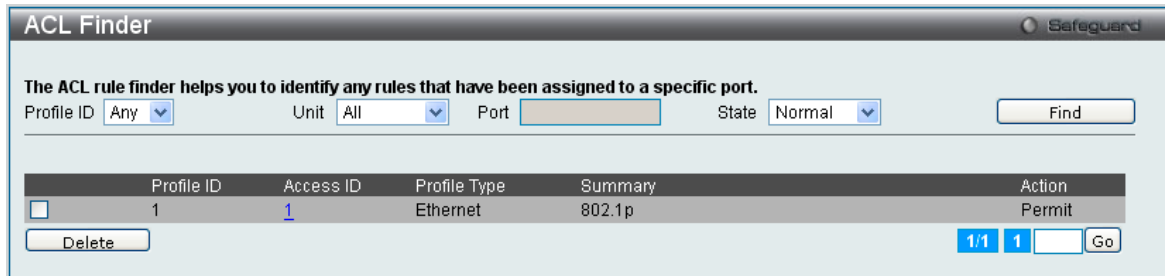 ACL Finder
Safeguard
The ACL rule finder helps you to identify any rules that have been assigned to a specific port.
Profile ID Any Unit All Port State Normal Find
Profile ID Access ID Profile Type Summary Action
1 1 Ethernet 802.1p Permit
Delete 1/1 1 Go